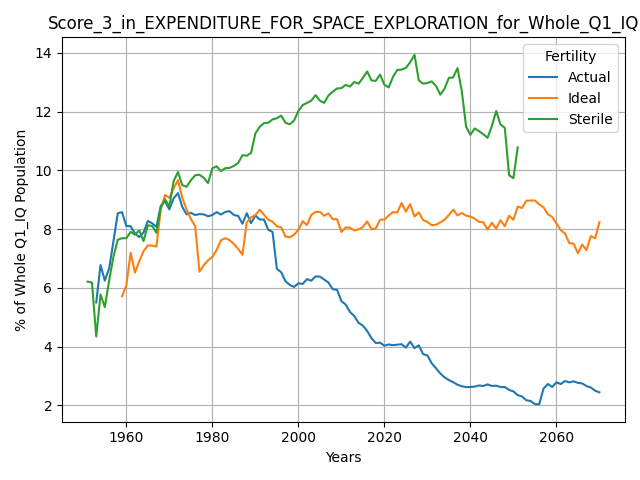 Score_3_in_EXPENDITURE_FOR_SPACE_EXPLORATION_for_Whole_Q1_IQ
% of Whole Q1_IQ Population
14
12
10
8
6
4
2
Fertility
Actual
Ideal
Sterile
1960 1980 2000 2020 2040 2060
Years